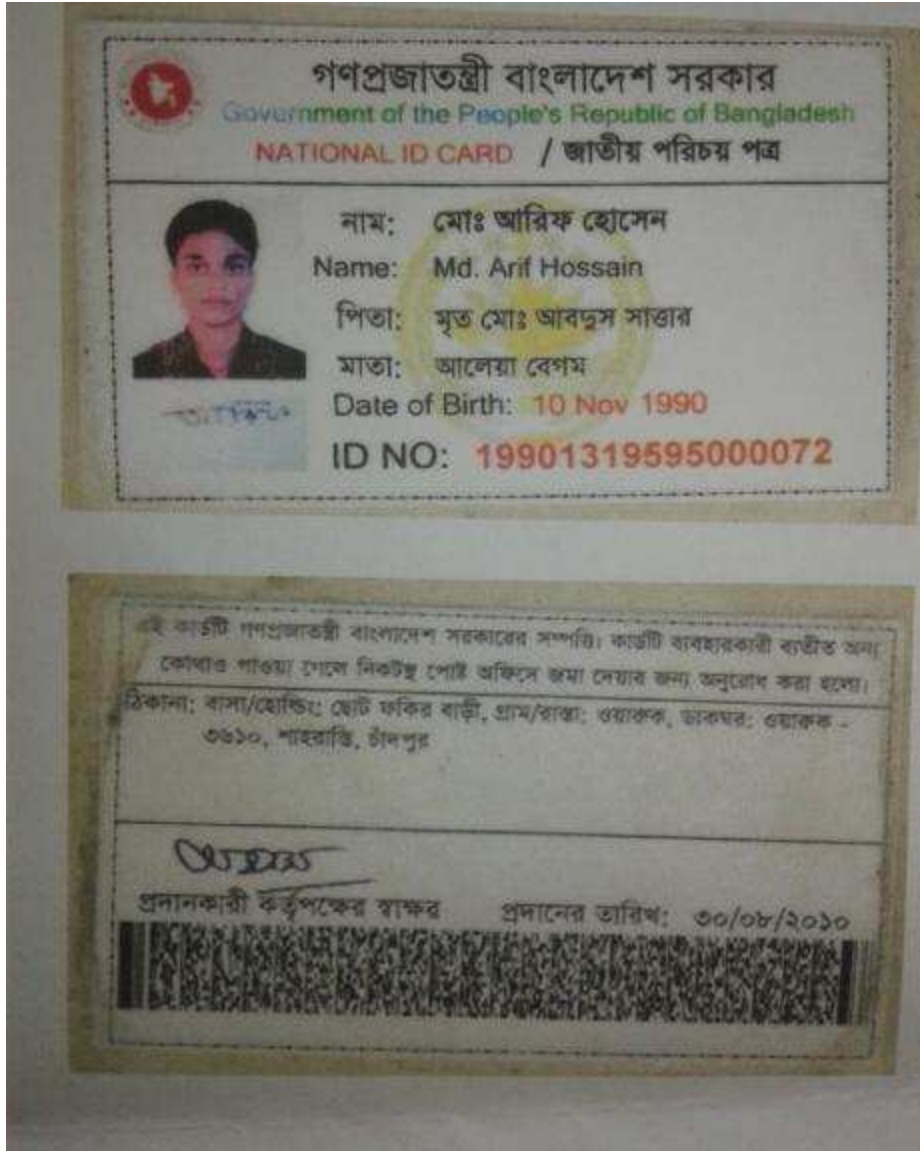 গণপ্রজাতন্ত্রী বাংলাদেশ সরকার
Government of the People's Republic of Bangladesh
NATIONAL ID CARD / জাতীয় পরিচয় পত্র
নাম: মোঃ আরিফ হোসেন
Name: Md. Arif Hossain
পিতা: মৃত মোঃ আবদুস সাত্তার
মাতা: আলেয়া বেগম
Date of Birth: 10 Nov 1990
ID NO: 19901319595000072
এই কার্ডটি গণপ্রজাতন্ত্রী বাংলাদেশ সরকারের সম্পত্তি। কার্ডটি ব্যবহারকারী ব্যতীত অন্য
কোথাও পাওয়া গেলে নিকটস্থ পোষ্ট অফিসে জমা দেয়ার জন্য অনুরোধ করা হলো।
ঠিকানা: বাসা/হোল্ডিং: ছোট ফকির বাড়ী, গ্রাম/রাস্তা: ওয়ারুক, ডাকঘর: ওয়ারুক -
৩৬১০, শাহরাস্তি, চাঁদপুর
প্রদানকারী কর্তৃপক্ষের স্বাক্ষর প্রদানের তারিখ: ৩০/০৮/২০১০